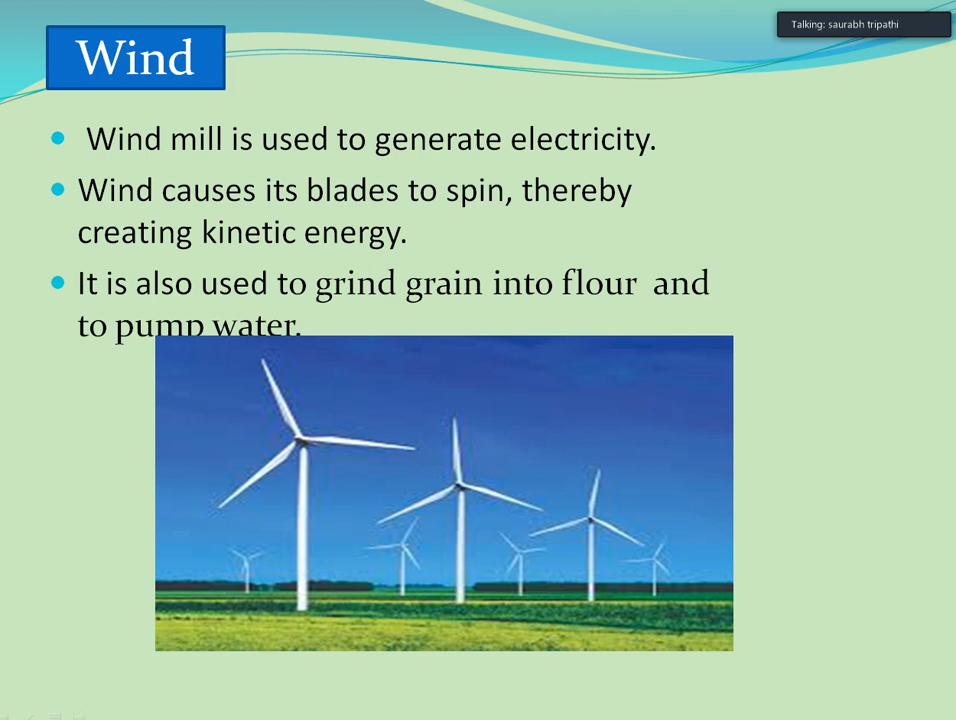 Talking: saurabh tripathi
Wind
Wind mill is used to generate electricity.
Wind causes its blades to spin, thereby
creating kinetic energy.
It is also used to grind grain into flour and
to pump water.